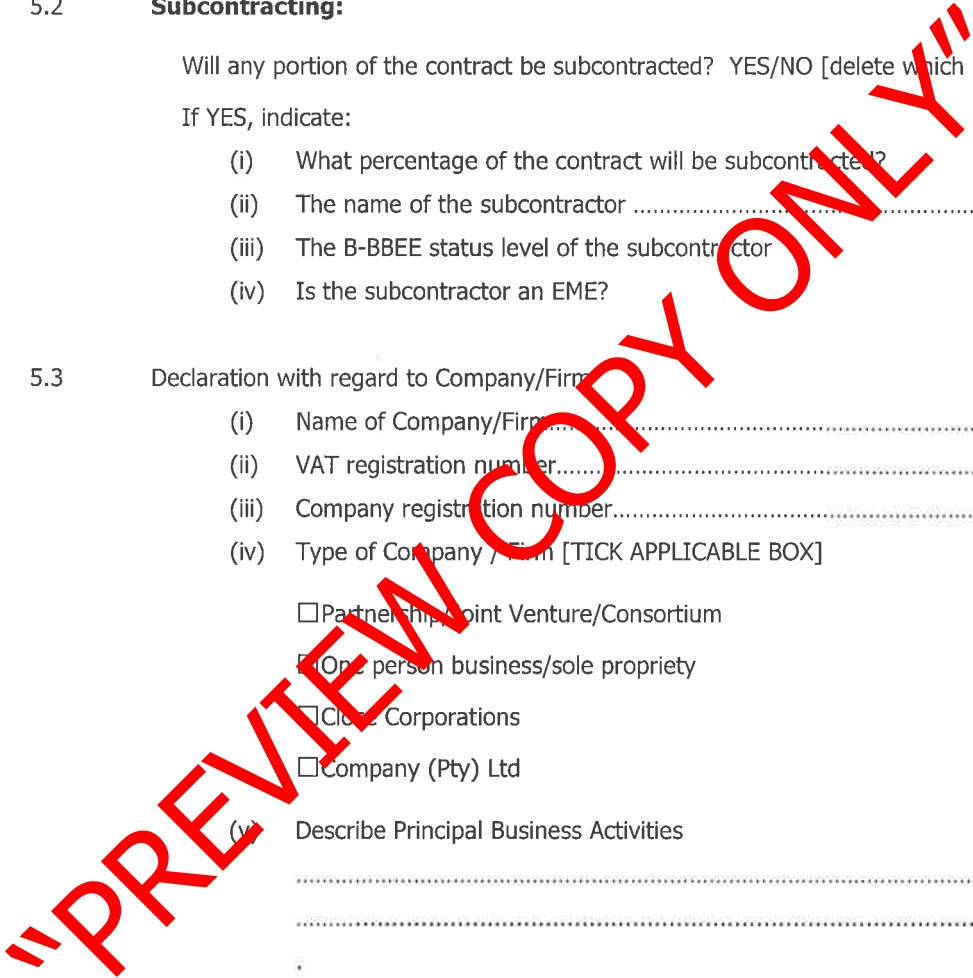 5.2 Subcontracting:
Will any portion of the contract be subcontracted? YES/NO [delete which
If YES, indicate:
(i) What percentage of the contract will be subcontracted?
(ii) The name of the subcontractor ......................................................
(iii) The B-BBEE status level of the subcontractor
(iv) Is the subcontractor an EME?
5.3 Declaration with regard to Company/Firm
(i) Name of Company/Firm..................................................................
(ii) VAT registration number................................................................
(iii) Company registration number.......................................................
(iv) Type of Company / Firm [TICK APPLICABLE BOX]
☐Partnership/Joint Venture/Consortium
☐One person business/sole propriety
☐Close Corporations
☐Company (Pty) Ltd
(v) Describe Principal Business Activities
................................................................................................................
................................................................................................................
.
"PREVIEW COPY ONLY"